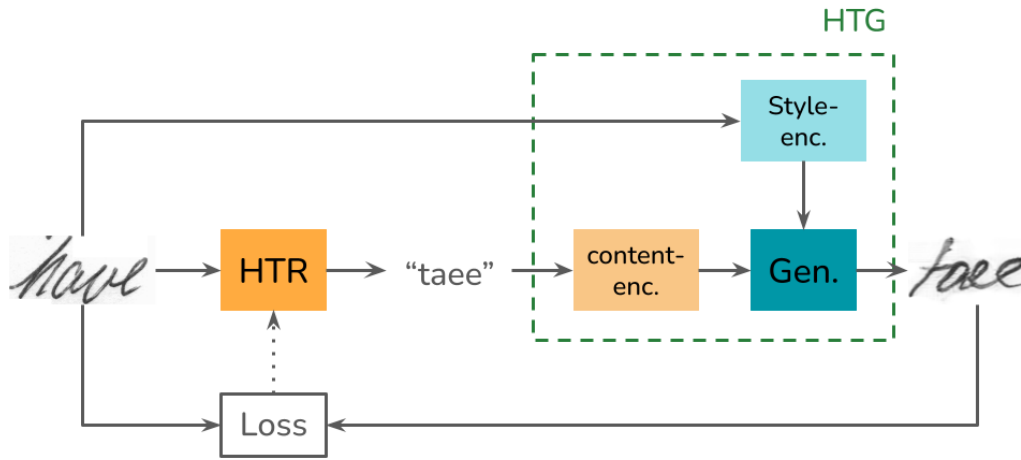 HTG
Style-
enc.
have
HTR
“taee”
content-
enc.
Gen.
taee
Loss